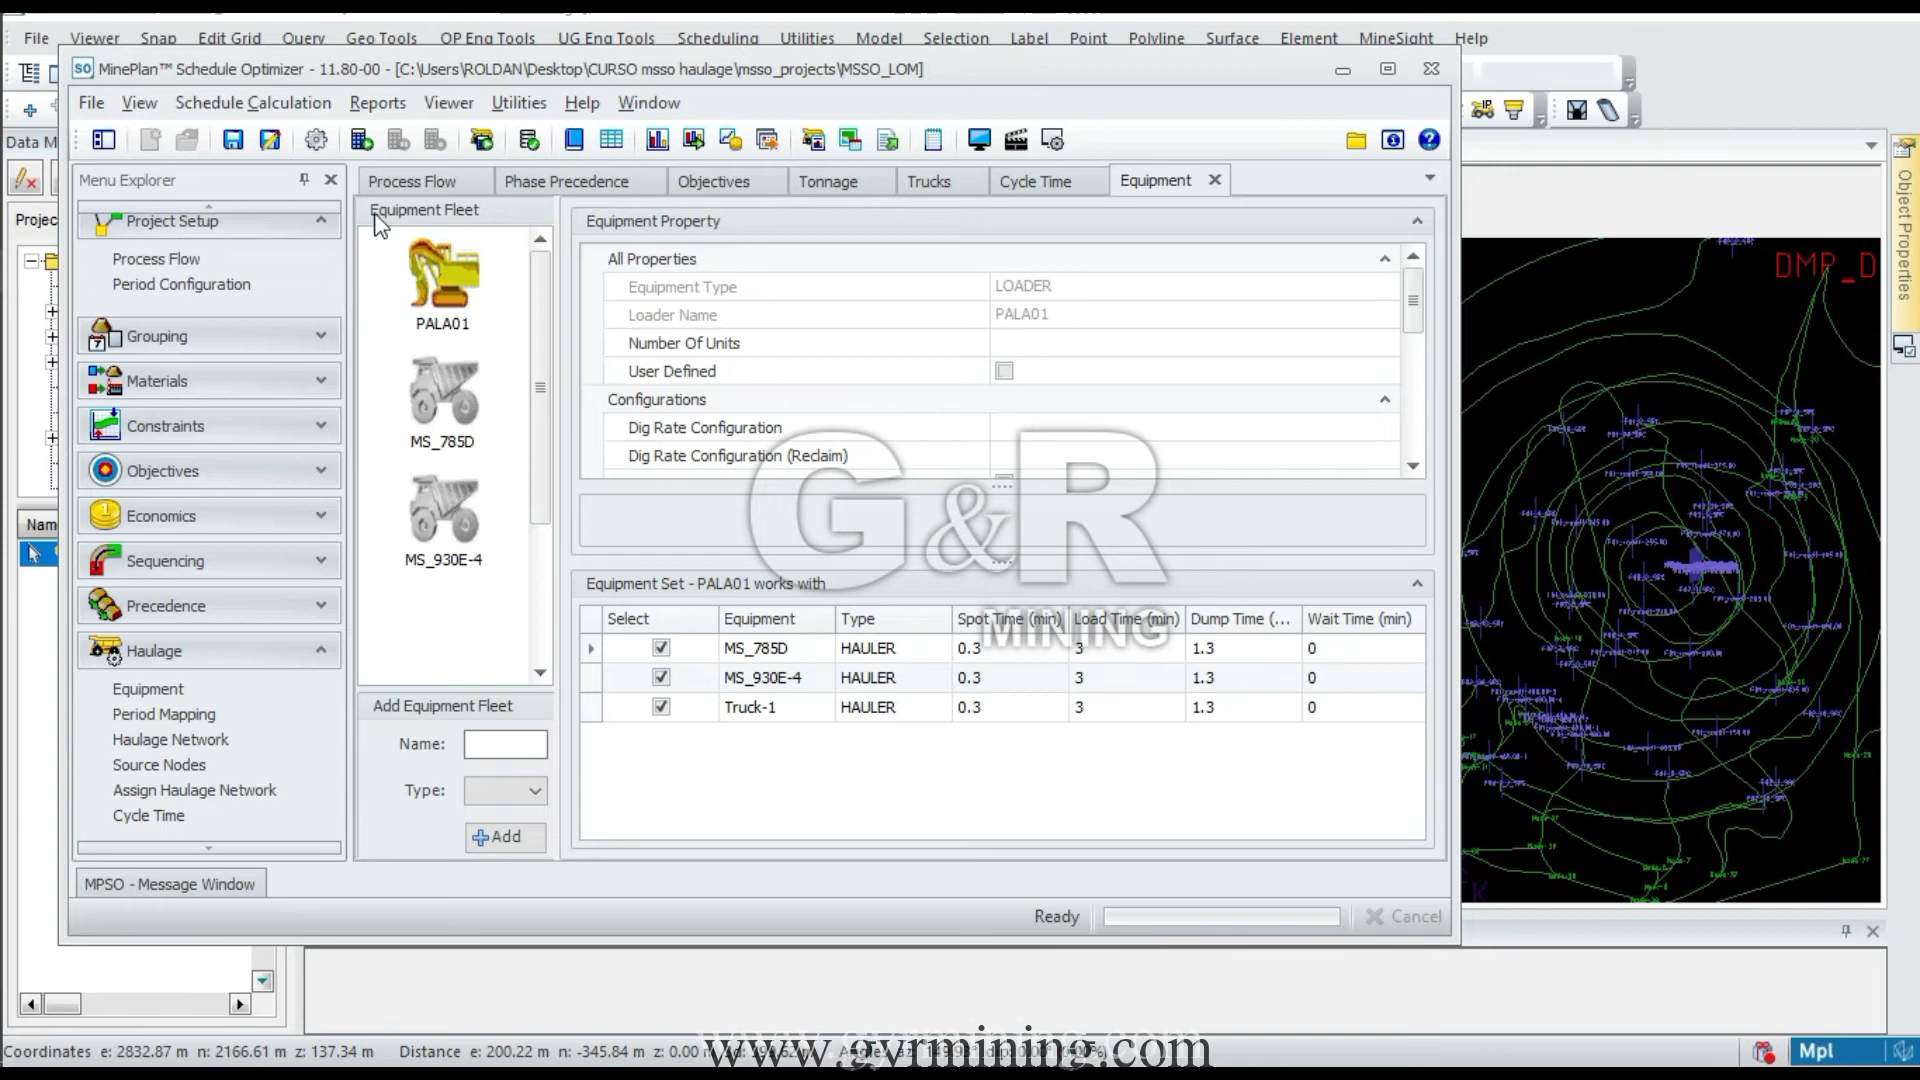 File Viewer Snap Edit Grid Query Geo Tools OP Eng Tools UG Eng Tools Scheduling Utilities Model Selection Label Point Polyline Surface Element MineSight Help
SO MinePlan™ Schedule Optimizer - 11.80-00 - [C:\Users\ROLDAN\Desktop\CURSO msso haulage\msso_projects\MSSO_LOM]
File View Schedule Calculation Reports Viewer Utilities Help Window
Data M
Menu Explorer
Process Flow Phase Precedence Objectives Tonnage Trucks Cycle Time Equipment
Projec
Project Setup
Process Flow
Period Configuration
Grouping
Materials
Constraints
Objectives
Economics
Sequencing
Precedence
Haulage
Equipment
Period Mapping
Haulage Network
Source Nodes
Assign Haulage Network
Cycle Time
Nam
Equipment Fleet
PALA01
MS_785D
MS_930E-4
Add Equipment Fleet
Name:
Type:
Add
Equipment Property
All Properties
Equipment Type LOADER
Loader Name PALA01
Number Of Units
User Defined
Configurations
Dig Rate Configuration
Dig Rate Configuration (Reclaim)
G&R
MINING
Equipment Set - PALA01 works with
Select Equipment Type Spot Time (min) Load Time (min) Dump Time (... Wait Time (min)
MS_785D HAULER 0.3 3 1.3 0
MS_930E-4 HAULER 0.3 3 1.3 0
Truck-1 HAULER 0.3 3 1.3 0
Object Properties
DMP_D
MPSO - Message Window
Ready Cancel
Coordinates e: 2832.87 m n: 2166.61 m z: 137.34 m Distance e: 200.22 m n: -345.84 m z: 0.00 m
www.gyrmining.com
Mpl